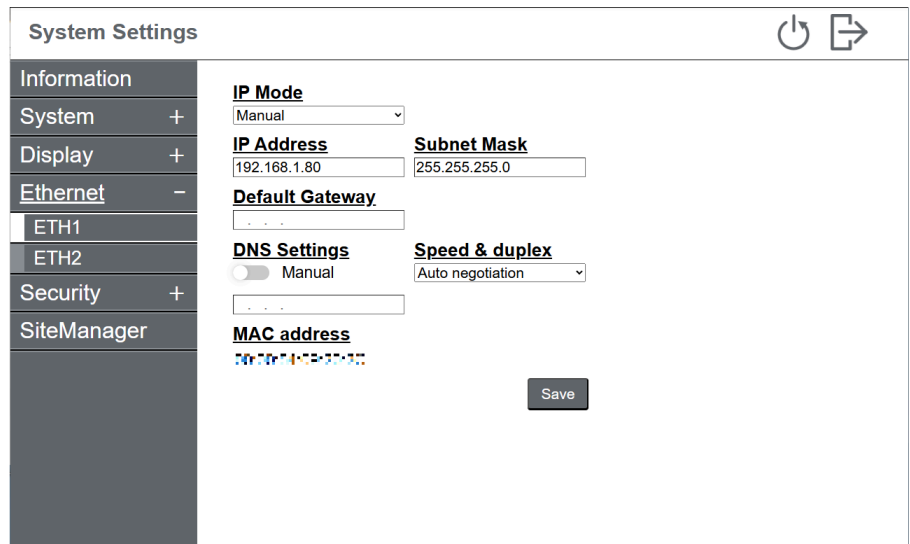 System Settings
Information
System +
Display +
Ethernet −
ETH1
ETH2
Security +
SiteManager
IP Mode
Manual
IP Address Subnet Mask
192.168.1.80 255.255.255.0
Default Gateway
. . .
DNS Settings Speed & duplex
Manual Auto negotiation
. . .
MAC address
Save